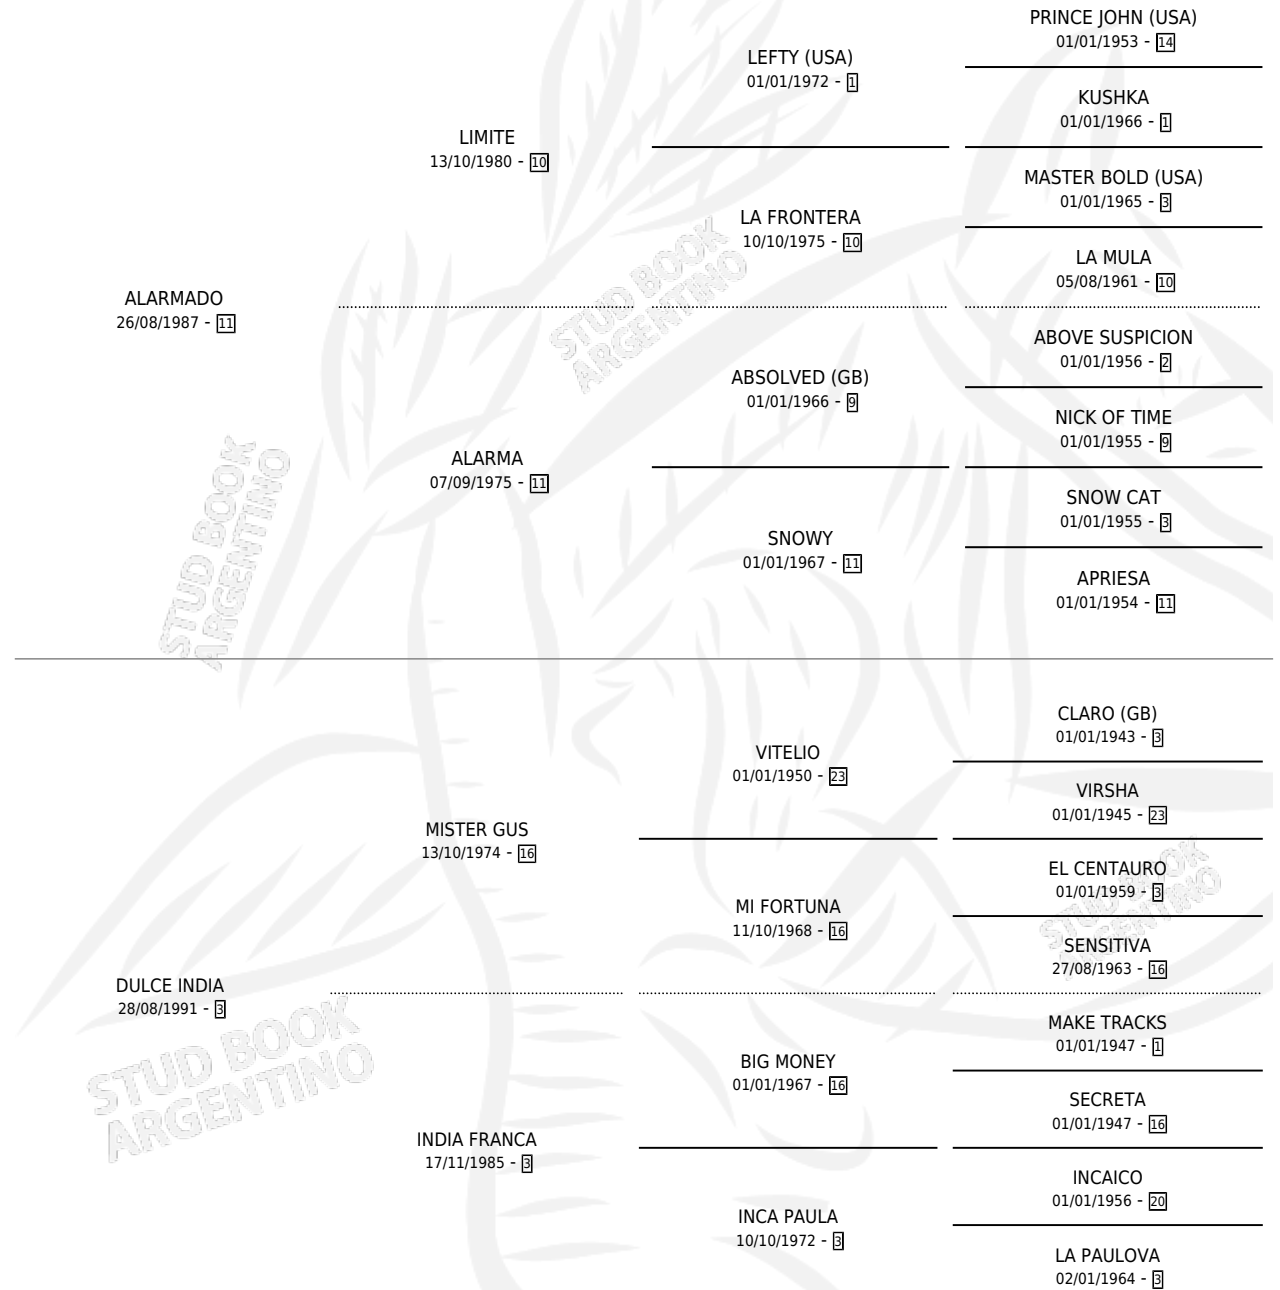 PRINCE JOHN (USA)
01/01/1953 - 14
LEFTY (USA)
01/01/1972 - 1
KUSHKA
01/01/1966 - 1
LIMITE
13/10/1980 - 10
MASTER BOLD (USA)
01/01/1965 - 3
LA FRONTERA
10/10/1975 - 10
LA MULA
05/08/1961 - 10
ALARMADO
26/08/1987 - 11
ABOVE SUSPICION
01/01/1956 - 2
ABSOLVED (GB)
01/01/1966 - 9
NICK OF TIME
01/01/1955 - 9
ALARMA
07/09/1975 - 11
SNOW CAT
01/01/1955 - 3
SNOWY
01/01/1967 - 11
APRIESA
01/01/1954 - 11
STUD BOOK
ARGENTINO
STUD BOOK
ARGENTINO
CLARO (GB)
01/01/1943 - 3
VITELIO
01/01/1950 - 23
VIRSHA
01/01/1945 - 23
MISTER GUS
13/10/1974 - 16
EL CENTAURO
01/01/1959 - 3
MI FORTUNA
11/10/1968 - 16
SENSITIVA
27/08/1963 - 16
DULCE INDIA
28/08/1991 - 3
MAKE TRACKS
01/01/1947 - 1
BIG MONEY
01/01/1967 - 16
SECRETA
01/01/1947 - 16
INDIA FRANCA
17/11/1985 - 3
INCAICO
01/01/1956 - 20
INCA PAULA
10/10/1972 - 3
LA PAULOVA
02/01/1964 - 3
STUD BOOK
ARGENTINO
STUD BOOK
ARGENTINO